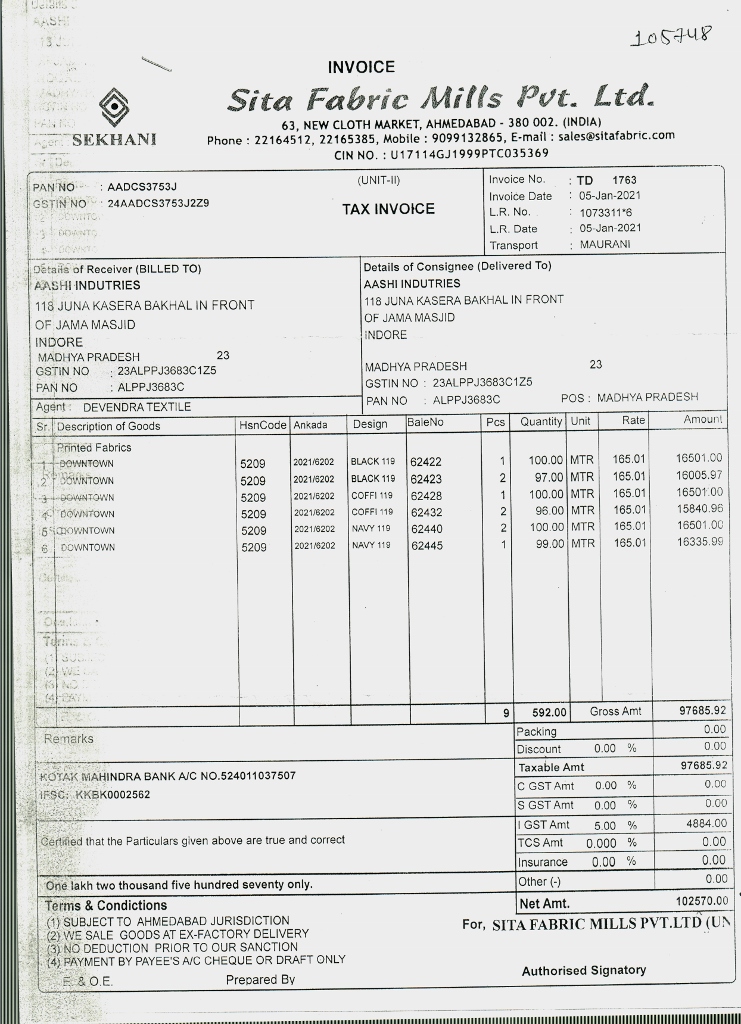 105748
INVOICE
Sita Fabric Mills Pvt. Ltd.
SEKHANI
63, NEW CLOTH MARKET, AHMEDABAD - 380 002. (INDIA)
Phone : 22164512, 22165385, Mobile : 9099132865, E-mail : sales@sitafabric.com
CIN NO. : U17114GJ1999PTC035369
PAN NO : AADCS3753J
GSTIN NO : 24AADCS3753J2Z9
(UNIT-II)
TAX INVOICE
Invoice No. : TD 1763
Invoice Date : 05-Jan-2021
L.R. No. : 1073311*6
L.R. Date : 05-Jan-2021
Transport : MAURANI
Details of Receiver (BILLED TO)
AASHI INDUTRIES
118 JUNA KASERA BAKHAL IN FRONT
OF JAMA MASJID
INDORE
MADHYA PRADESH 23
GSTIN NO : 23ALPPJ3683C1Z5
PAN NO : ALPPJ3683C
Agent : DEVENDRA TEXTILE
Details of Consignee (Delivered To)
AASHI INDUTRIES
118 JUNA KASERA BAKHAL IN FRONT
OF JAMA MASJID
INDORE
MADHYA PRADESH 23
GSTIN NO : 23ALPPJ3683C1Z5
PAN NO : ALPPJ3683C POS : MADHYA PRADESH
Sr. Description of Goods HsnCode Ankada Design BaleNo Pcs Quantity Unit Rate Amount
Printed Fabrics
1 DOWNTOWN 5209 2021/6202 BLACK 119 62422 1 100.00 MTR 165.01 16501.00
2 DOWNTOWN 5209 2021/6202 BLACK 119 62423 2 97.00 MTR 165.01 16005.97
3 DOWNTOWN 5209 2021/6202 COFFI 119 62428 1 100.00 MTR 165.01 16501.00
4 DOWNTOWN 5209 2021/6202 COFFI 119 62432 2 96.00 MTR 165.01 15840.96
5 DOWNTOWN 5209 2021/6202 NAVY 119 62440 2 100.00 MTR 165.01 16501.00
6 DOWNTOWN 5209 2021/6202 NAVY 119 62445 1 99.00 MTR 165.01 16335.99
9 592.00 Gross Amt 97685.92
Remarks
Packing 0.00
Discount 0.00 % 0.00
Taxable Amt 97685.92
KOTAK MAHINDRA BANK A/C NO.524011037507
IFSC: KKBK0002562
C GST Amt 0.00 % 0.00
S GST Amt 0.00 % 0.00
I GST Amt 5.00 % 4884.00
TCS Amt 0.000 % 0.00
Insurance 0.00 % 0.00
Other (-) 0.00
Net Amt. 102570.00
Certified that the Particulars given above are true and correct
One lakh two thousand five hundred seventy only.
Terms & Condictions
(1) SUBJECT TO AHMEDABAD JURISDICTION
(2) WE SALE GOODS AT EX-FACTORY DELIVERY
(3) NO DEDUCTION PRIOR TO OUR SANCTION
(4) PAYMENT BY PAYEE'S A/C CHEQUE OR DRAFT ONLY
E. & O.E. Prepared By
For, SITA FABRIC MILLS PVT.LTD (UN
Authorised Signatory